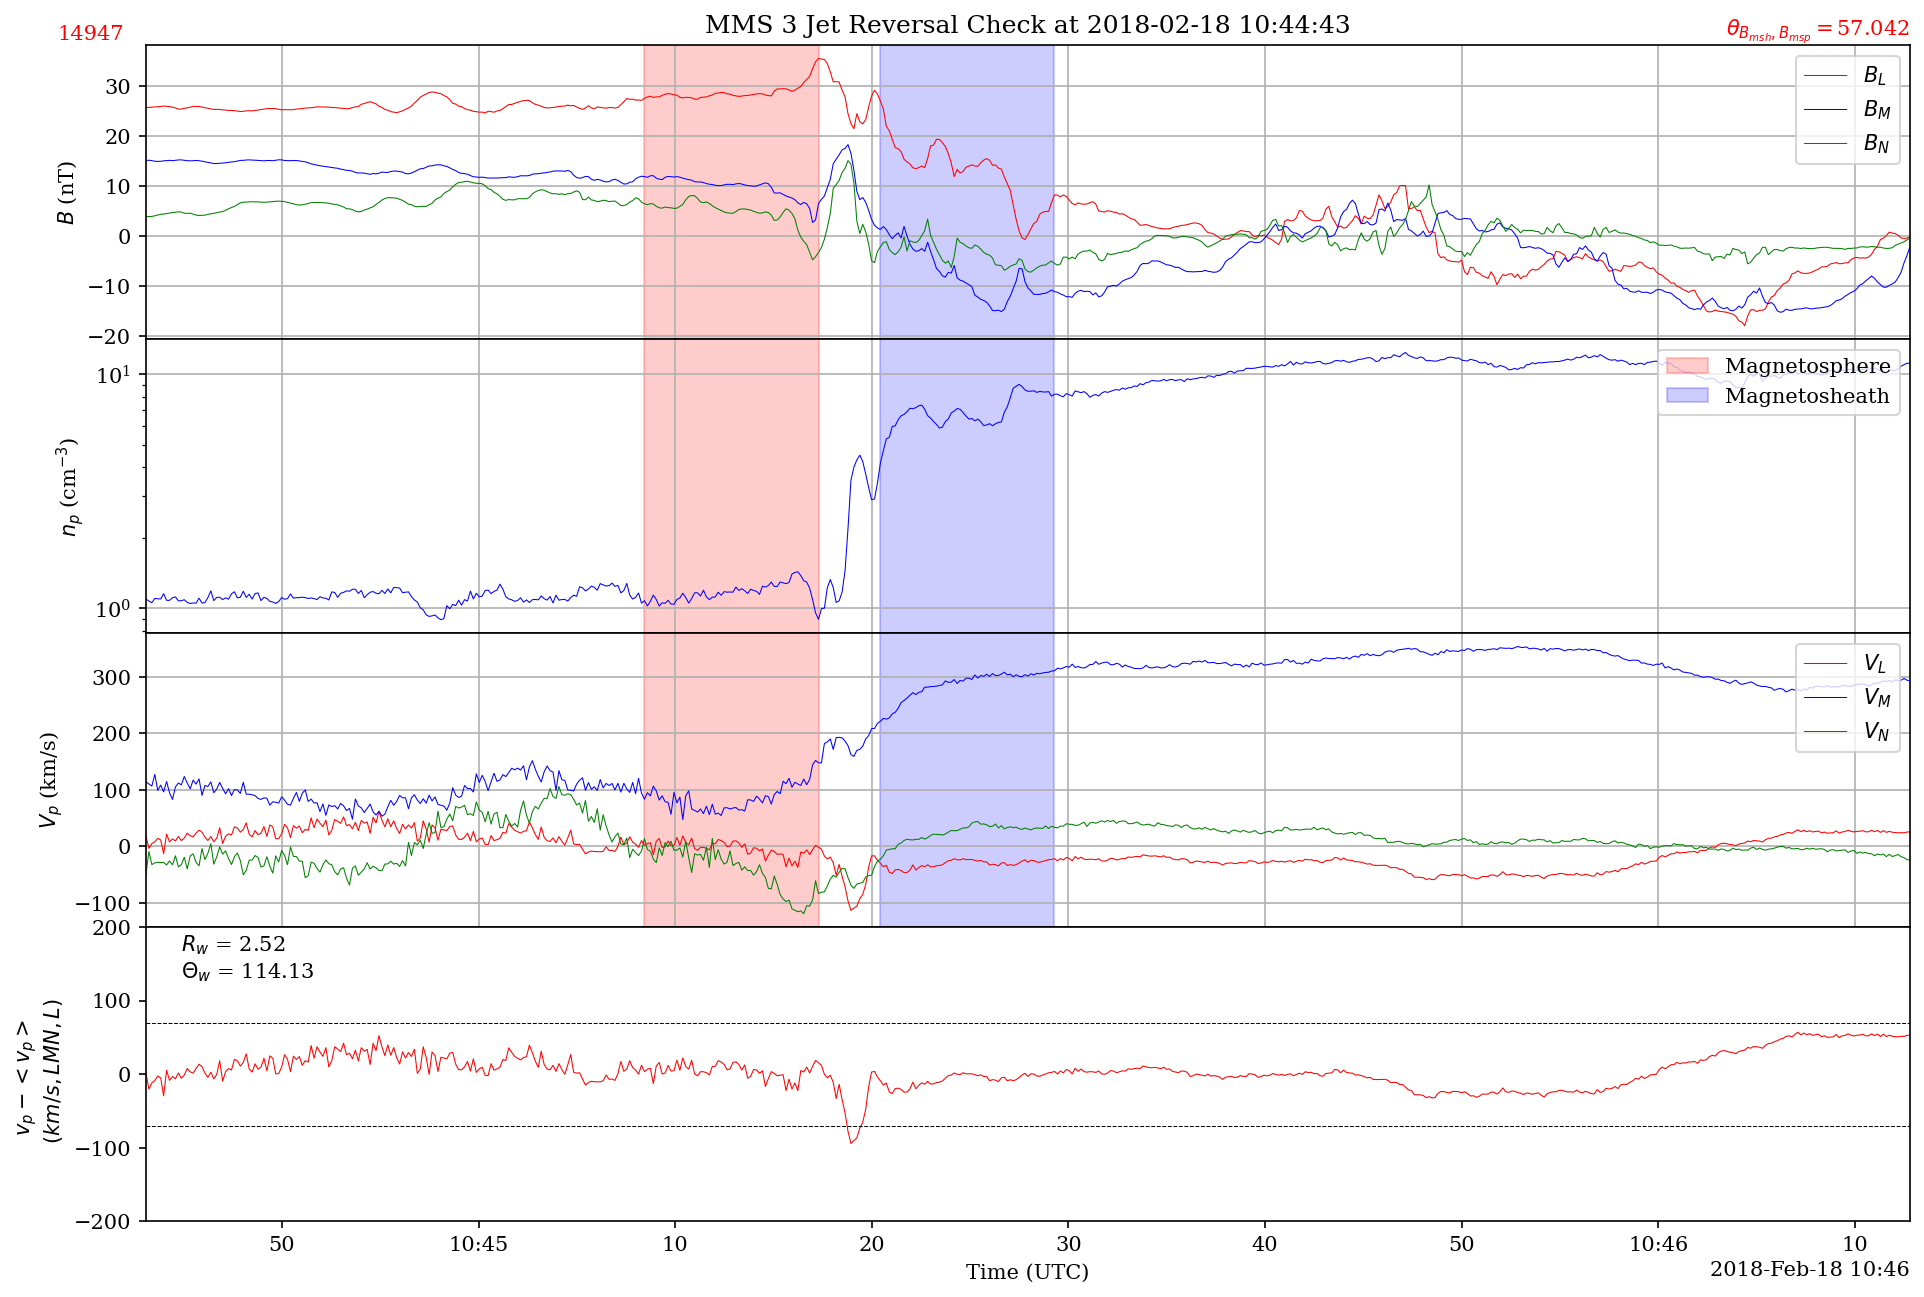 MMS 3 Jet Reversal Check at 2018-02-18 10:44:43
14947
θ_{B_{msh}, B_{msp}} = 57.042
30
20
10
0
−10
−20
B (nT)
B_L
B_M
B_N
10¹
10⁰
n_p (cm⁻³)
Magnetosphere
Magnetosheath
300
200
100
0
−100
V_p (km/s)
V_L
V_M
V_N
200
100
0
−100
−200
v_p − < v_p >
(km/s, LMN, L)
R_w = 2.52
Θ_w = 114.13
50
10:45
10
20
30
40
50
10:46
10
Time (UTC)
2018-Feb-18 10:46